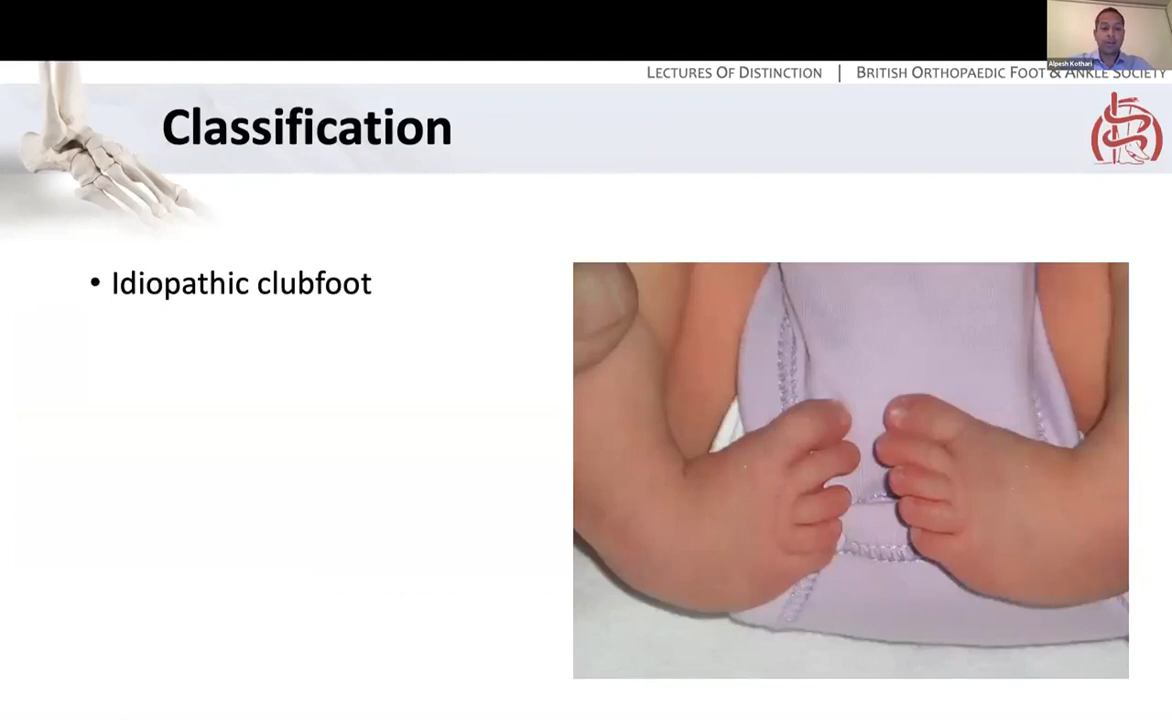 Alpesh Kothari
LECTURES OF DISTINCTION | BRITISH ORTHOPAEDIC FOOT & ANKLE SOCIETY
Classification
• Idiopathic clubfoot